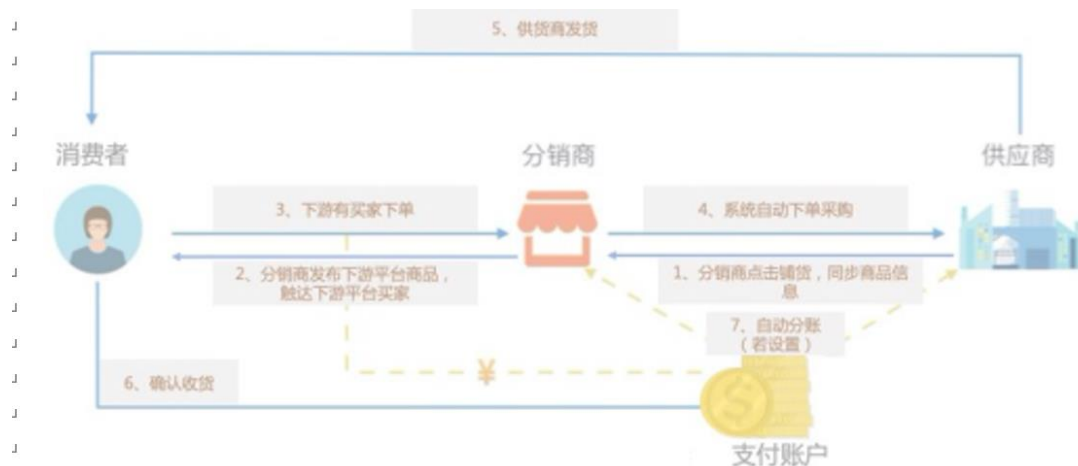 5、供货商发货
消费者
分销商
供应商
3、下游有买家下单
4、系统自动下单采购
2、分销商发布下游平台商品，
触达下游平台买家
1、分销商点击铺货，同步商品信
息
7、自动分账
（若设置）
¥
6、确认收货
$
支付账户